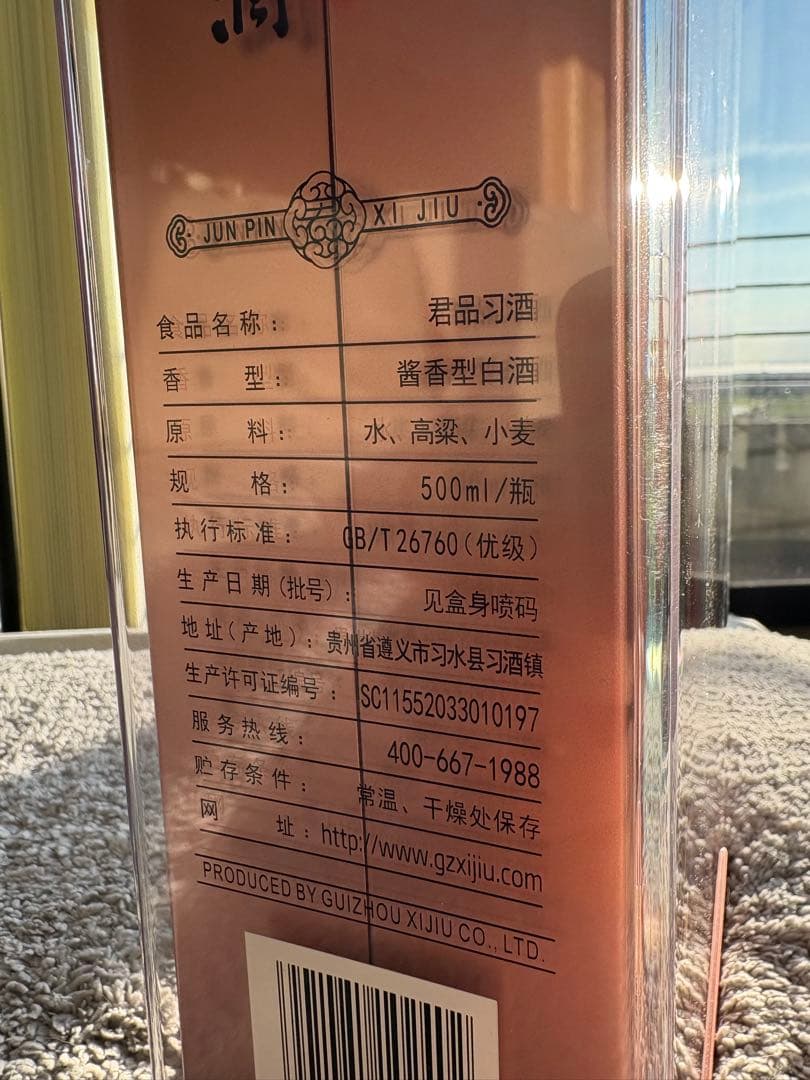 JUN PIN 君 XI JIU
食品名称： 君品习酒
香型： 酱香型白酒
原料： 水、高粱、小麦
规格： 500ml/瓶
执行标准： GB/T 26760（优级）
生产日期(批号)： 见盒身喷码
地址(产地)： 贵州省遵义市习水县习酒镇
生产许可证编号： SC11552033010197
服务热线： 400-667-1988
贮存条件： 常温、干燥处保存
网址：http://www.gzxijiu.com
PRODUCED BY GUIZHOU XIJIU CO., LTD.